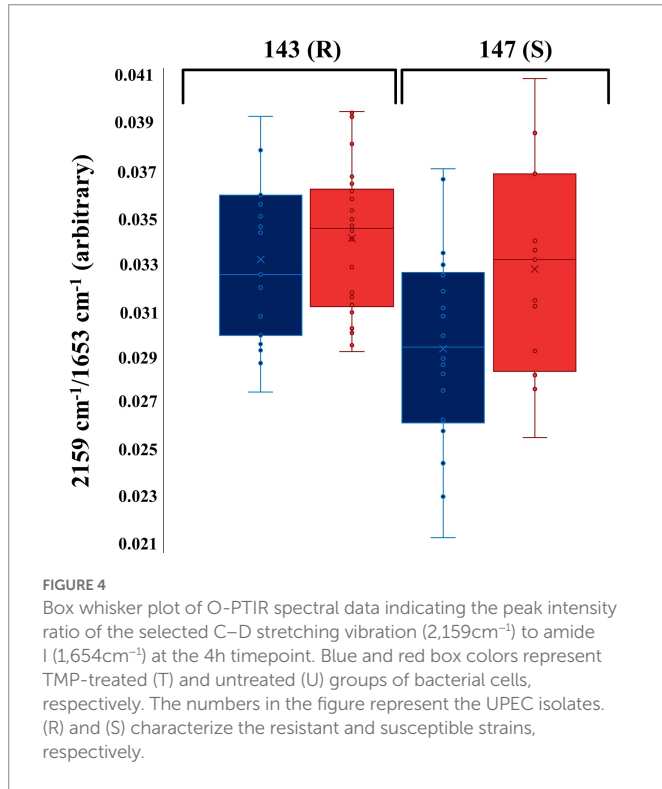 143 (R) 147 (S)
0.041
0.039
0.037
0.035
0.033
0.031
0.029
0.027
0.025
0.023
0.021
2159 cm⁻¹/1653 cm⁻¹ (arbitrary)
FIGURE 4
Box whisker plot of O-PTIR spectral data indicating the peak intensity
ratio of the selected C–D stretching vibration (2,159cm⁻¹) to amide
I (1,654cm⁻¹) at the 4h timepoint. Blue and red box colors represent
TMP-treated (T) and untreated (U) groups of bacterial cells,
respectively. The numbers in the figure represent the UPEC isolates.
(R) and (S) characterize the resistant and susceptible strains,
respectively.